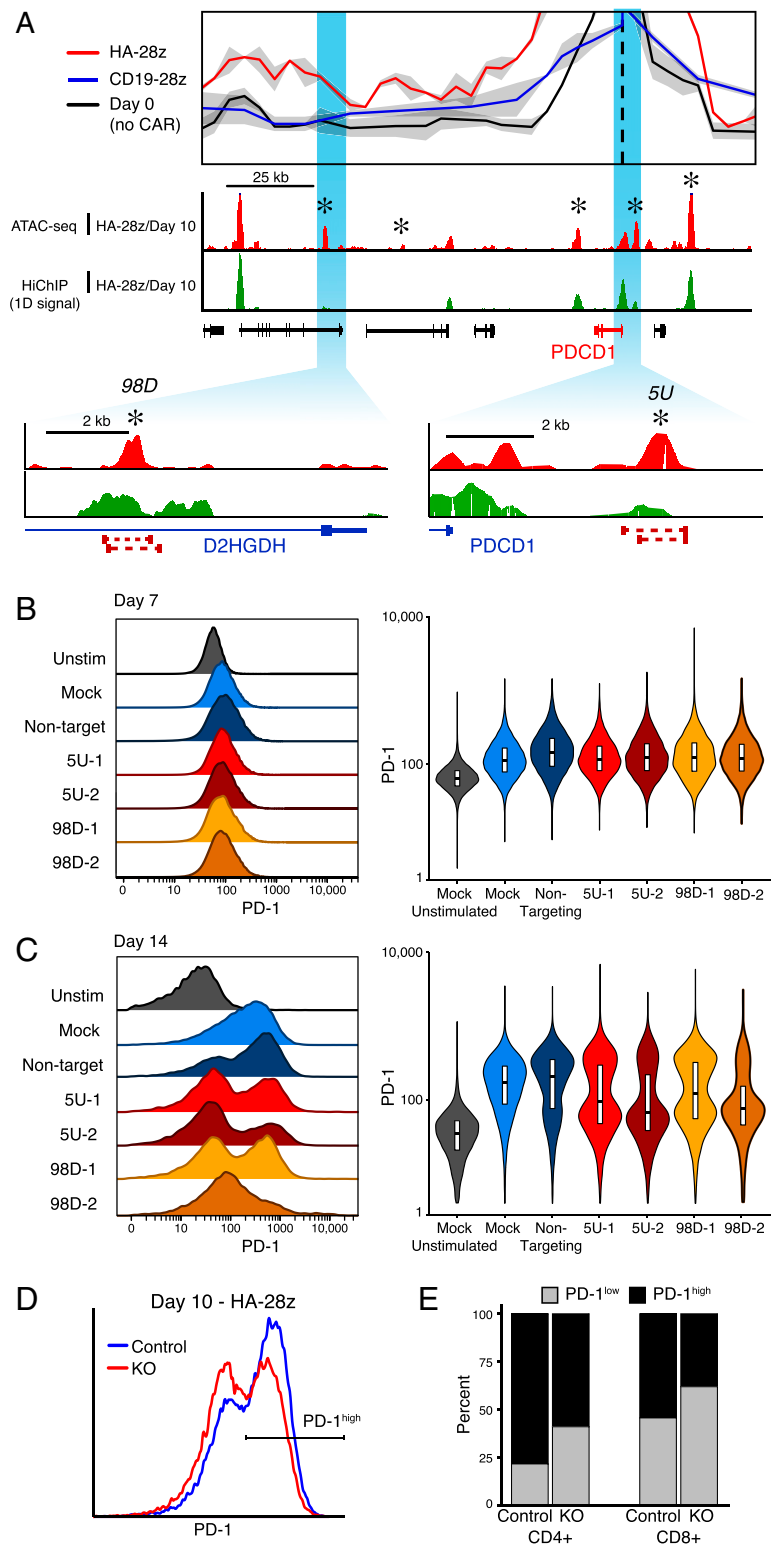 A
HA-28z
CD19-28z
Day 0
(no CAR)
25 kb
*
*
*
*
*
ATAC-seq
HA-28z/Day 10
HiChIP
(1D signal)
HA-28z/Day 10
PDCD1
98D
5U
2 kb
*
2 kb
*
D2HGDH
PDCD1
B
Day 7
Unstim
Mock
Non-target
5U-1
5U-2
98D-1
98D-2
0 10 100 1000 10,000
PD-1
10,000
100
1
PD-1
Mock
Unstimulated
Mock
Non-
Targeting
5U-1
5U-2
98D-1
98D-2
C
Day 14
Unstim
Mock
Non-target
5U-1
5U-2
98D-1
98D-2
0 10 100 1000 10,000
PD-1
10,000
100
1
PD-1
Mock
Unstimulated
Mock
Non-
Targeting
5U-1
5U-2
98D-1
98D-2
D
Day 10 - HA-28z
Control
KO
PD-1high
PD-1
E
PD-1low
PD-1high
100
75
50
25
0
Percent
Control KO
CD4+
Control KO
CD8+